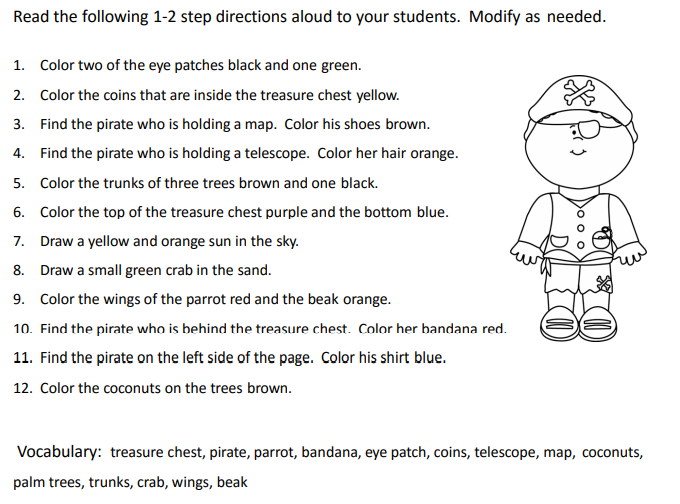 Read the following 1-2 step directions aloud to your students.  Modify as needed.
1. Color two of the eye patches black and one green.
2. Color the coins that are inside the treasure chest yellow.
3. Find the pirate who is holding a map.  Color his shoes brown.
4. Find the pirate who is holding a telescope.  Color her hair orange.
5. Color the trunks of three trees brown and one black.
6. Color the top of the treasure chest purple and the bottom blue.
7. Draw a yellow and orange sun in the sky.
8. Draw a small green crab in the sand.
9. Color the wings of the parrot red and the beak orange.
10. Find the pirate who is behind the treasure chest.  Color her bandana red.
11. Find the pirate on the left side of the page.  Color his shirt blue.
12. Color the coconuts on the trees brown.
Vocabulary:  treasure chest, pirate, parrot, bandana, eye patch, coins, telescope, map, coconuts,
palm trees, trunks, crab, wings, beak